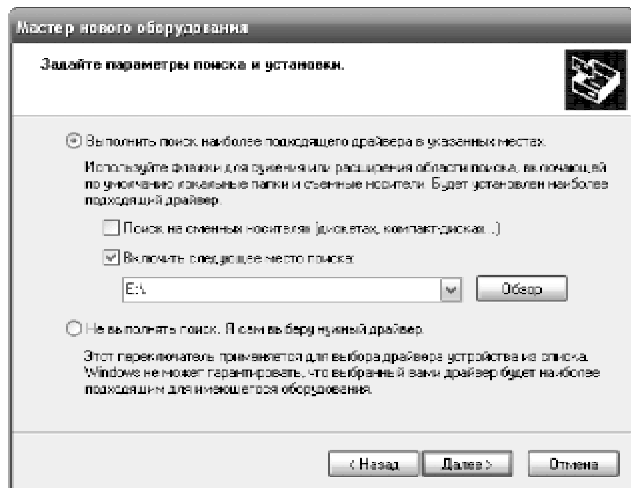 Мастер нового оборудования
Задайте параметры поиска и установки.
Выполнить поиск наиболее подходящего драйвера в указанных местах.
Используйте флажки для сужения или расширения области поиска, включающей
по умолчанию локальные папки и съемные носители. Будет установлен наиболее
подходящий драйвер.
Поиск на сменных носителях (дискетах, компакт-дисках...)
Включить следующее место поиска:
E:\
Обзор
Не выполнять поиск. Я сам выберу нужный драйвер.
Этот переключатель применяется для выбора драйвера устройства из списка.
Windows не может гарантировать, что выбранный вами драйвер будет наиболее
подходящим для имеющегося оборудования.
< Назад
Далее >
Отмена